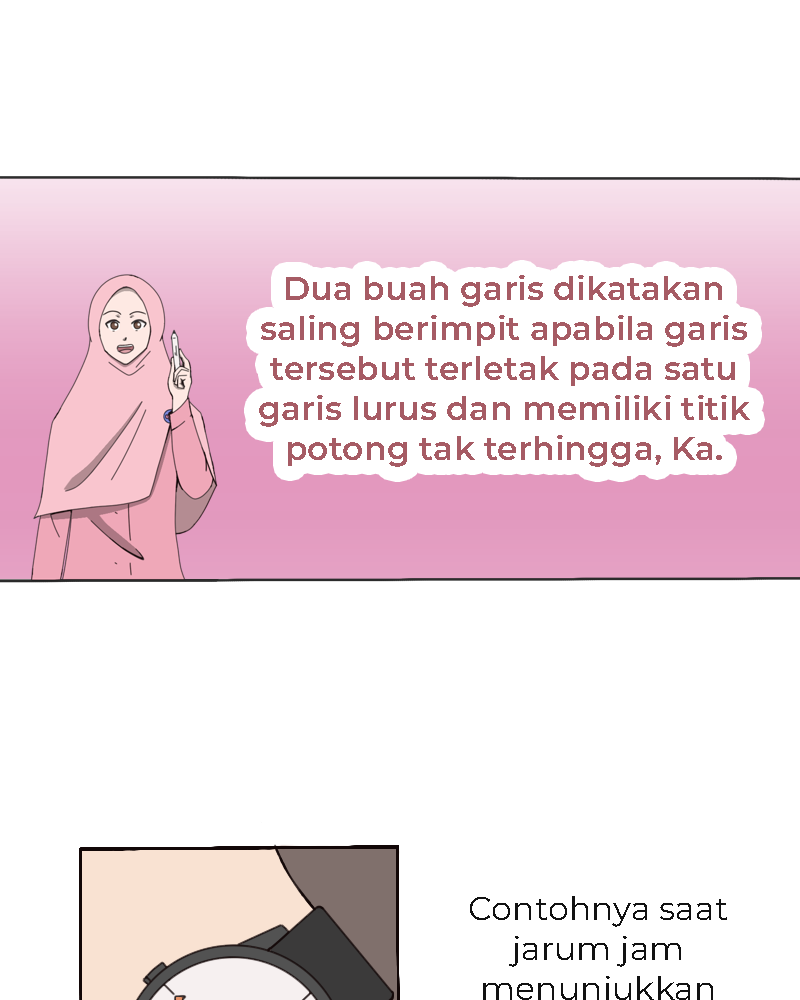 Dua buah garis dikatakan
saling berimpit apabila garis
tersebut terletak pada satu
garis lurus dan memiliki titik
potong tak terhingga, Ka.
Contohnya saat
jarum jam
menunjukkan